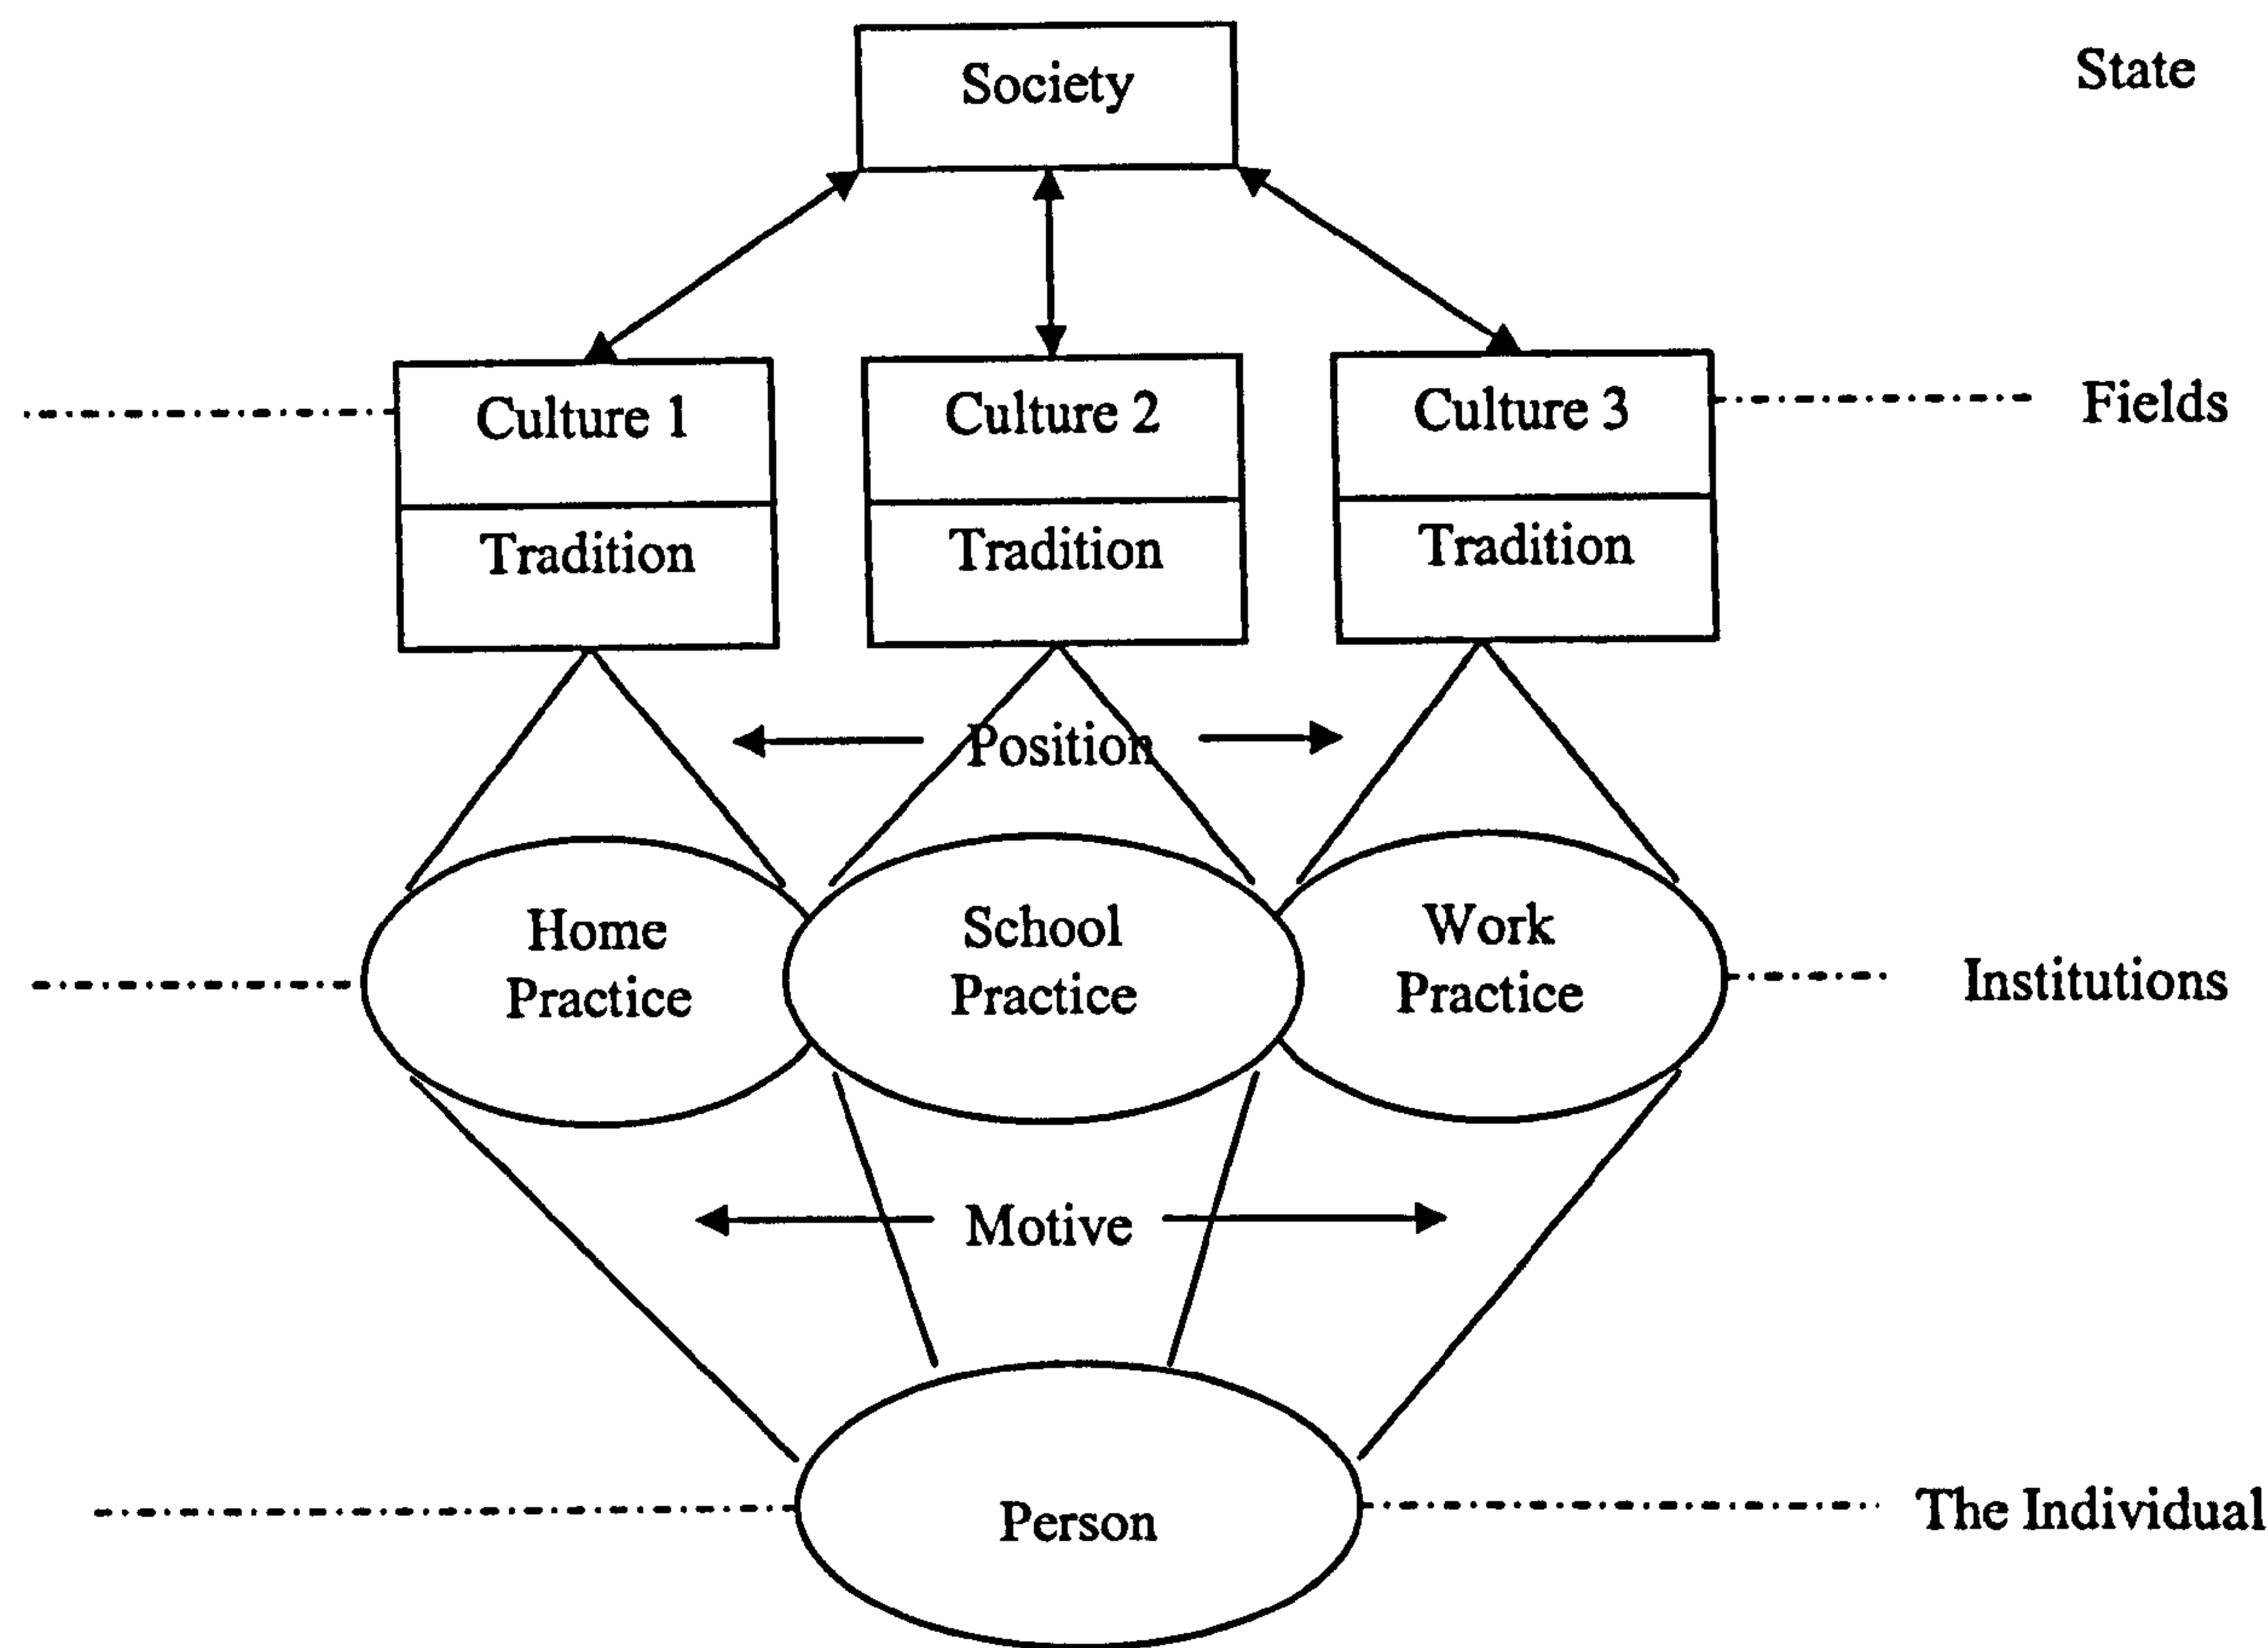 Society
State
Culture 1
Culture 2
Culture 3
Fields
Tradition
Tradition
Tradition
Position
Home
Practice
School
Practice
Work
Practice
Institutions
Motive
Person
The Individual